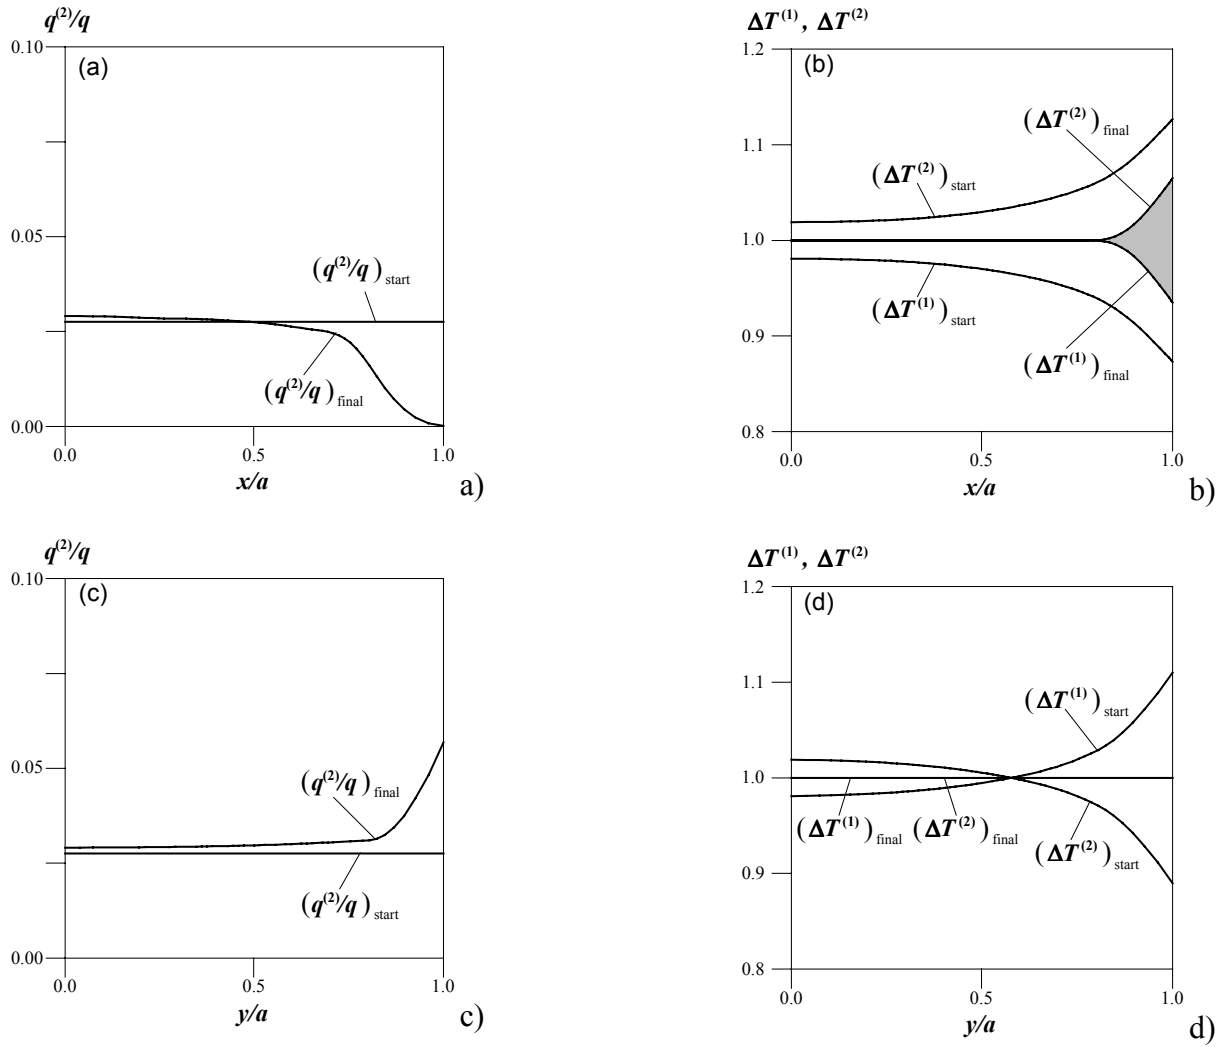 q⁽²⁾/q
0.10
(a)
0.05
(q⁽²⁾/q) start
(q⁽²⁾/q) final
0.00
0.0 0.5 1.0
x/a
a)
ΔT⁽¹⁾, ΔT⁽²⁾
1.2
(b)
(ΔT⁽²⁾) final
1.1
(ΔT⁽²⁾) start
1.0
(ΔT⁽¹⁾) start
0.9
(ΔT⁽¹⁾) final
0.8
0.0 0.5 1.0
x/a
b)
q⁽²⁾/q
0.10
(c)
0.05
(q⁽²⁾/q) final
(q⁽²⁾/q) start
0.00
0.0 0.5 1.0
y/a
c)
ΔT⁽¹⁾, ΔT⁽²⁾
1.2
(d)
1.1
(ΔT⁽¹⁾) start
1.0
(ΔT⁽¹⁾) final (ΔT⁽²⁾) final
(ΔT⁽²⁾) start
0.9
0.8
0.0 0.5 1.0
y/a
d)